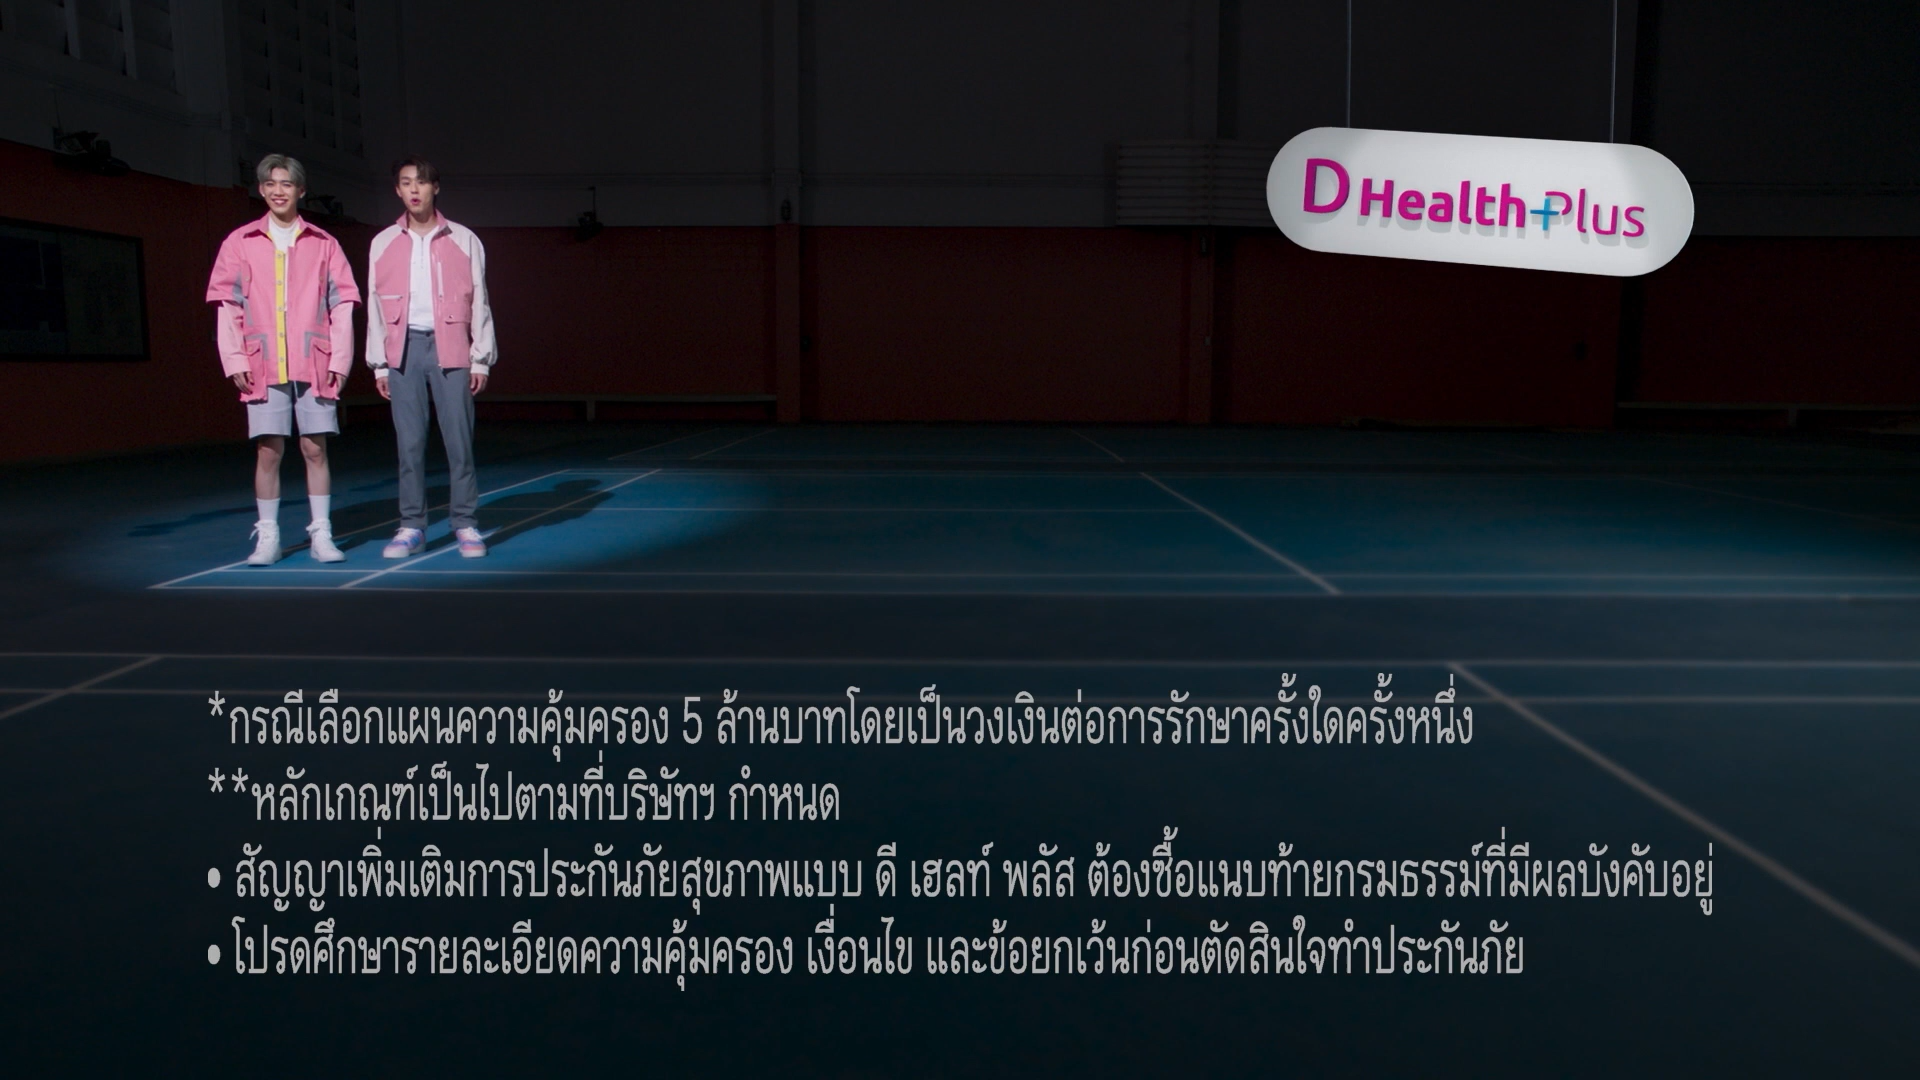 D Health+Plus
*กรณีเลือกแผนความคุ้มครอง 5 ล้านบาทโดยเป็นวงเงินต่อการรักษาครั้งใดครั้งหนึ่ง
**หลักเกณฑ์เป็นไปตามที่บริษัทฯ กำหนด
• สัญญาเพิ่มเติมการประกันภัยสุขภาพแบบ ดี เฮลท์ พลัส ต้องซื้อแนบท้ายกรมธรรม์ที่มีผลบังคับอยู่
• โปรดศึกษารายละเอียดความคุ้มครอง เงื่อนไข และข้อยกเว้นก่อนตัดสินใจทำประกันภัย